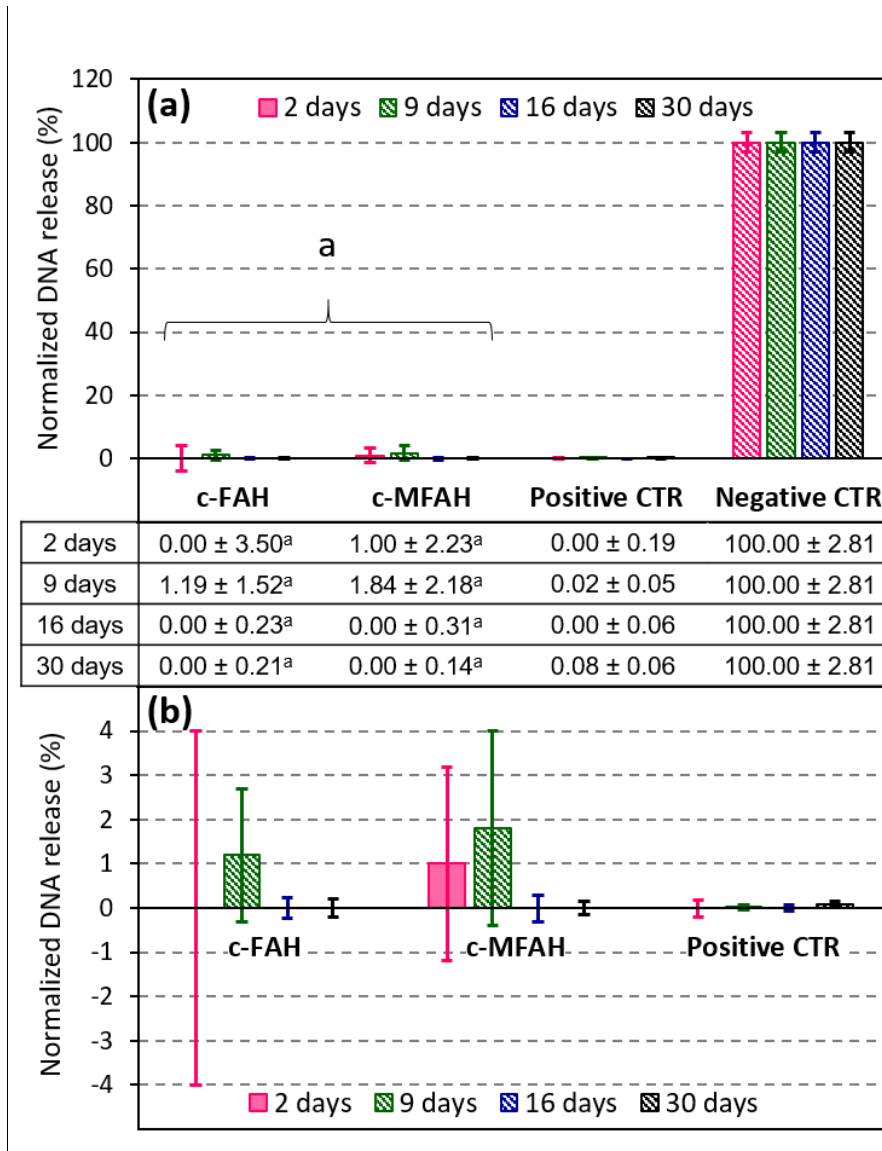 120
(a)
2 days 9 days 16 days 30 days
100
80
a
60
40
20
0
Normalized DNA release (%)
c-FAH c-MFAH Positive CTR Negative CTR
2 days 0.00 ± 3.50ᵃ 1.00 ± 2.23ᵃ 0.00 ± 0.19 100.00 ± 2.81
9 days 1.19 ± 1.52ᵃ 1.84 ± 2.18ᵃ 0.02 ± 0.05 100.00 ± 2.81
16 days 0.00 ± 0.23ᵃ 0.00 ± 0.31ᵃ 0.00 ± 0.06 100.00 ± 2.81
30 days 0.00 ± 0.21ᵃ 0.00 ± 0.14ᵃ 0.08 ± 0.06 100.00 ± 2.81
(b)
4
3
2
1
0
c-FAH c-MFAH Positive CTR
-1
-2
-3
-4
Normalized DNA release (%)
2 days 9 days 16 days 30 days